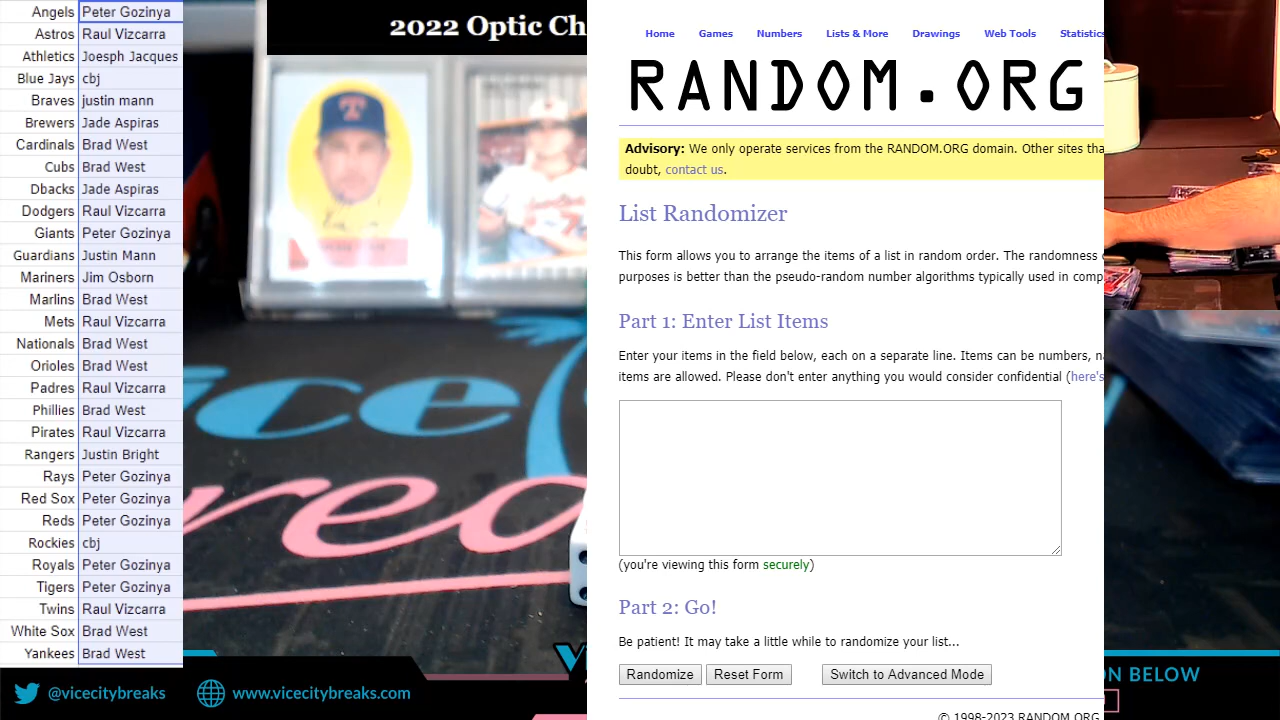 Angels Peter Gozinya
Astros Raul Vizcarra
Athletics Joesph Jacques
Blue Jays cbj
Braves justin mann
Brewers Jade Aspiras
Cardinals Brad West
Cubs Brad West
Dbacks Jade Aspiras
Dodgers Raul Vizcarra
Giants Peter Gozinya
Guardians Justin Mann
Mariners Jim Osborn
Marlins Brad West
Mets Raul Vizcarra
Nationals Brad West
Orioles Brad West
Padres Raul Vizcarra
Phillies Brad West
Pirates Raul Vizcarra
Rangers Justin Bright
Rays Peter Gozinya
Red Sox Peter Gozinya
Reds Peter Gozinya
Rockies cbj
Royals Peter Gozinya
Tigers Peter Gozinya
Twins Raul Vizcarra
White Sox Brad West
Yankees Brad West
@vicecitybreaks www.vicecitybreaks.com
2022 Optic Ch
T
ice
rea
Home Games Numbers Lists & More Drawings Web Tools Statistics
RANDOM.ORG
Advisory: We only operate services from the RANDOM.ORG domain. Other sites tha
doubt, contact us.
List Randomizer
This form allows you to arrange the items of a list in random order. The randomness
purposes is better than the pseudo-random number algorithms typically used in comp
Part 1: Enter List Items
Enter your items in the field below, each on a separate line. Items can be numbers, n
items are allowed. Please don't enter anything you would consider confidential (here's
(you're viewing this form securely)
Part 2: Go!
Be patient! It may take a little while to randomize your list...
Randomize Reset Form Switch to Advanced Mode
© 1998-2023 RANDOM.ORG
ON BELOW